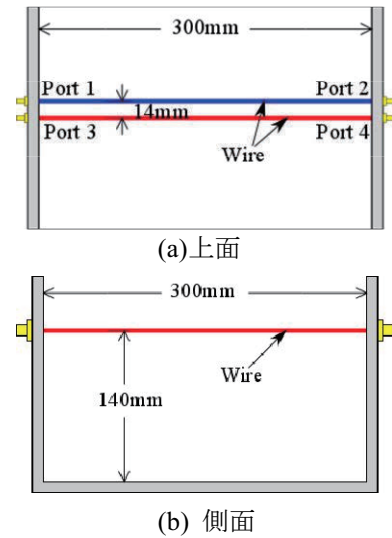 300mm
Port 1
Port 2
14mm
Port 3
Port 4
Wire
(a)上面
300mm
Wire
140mm
(b) 側面